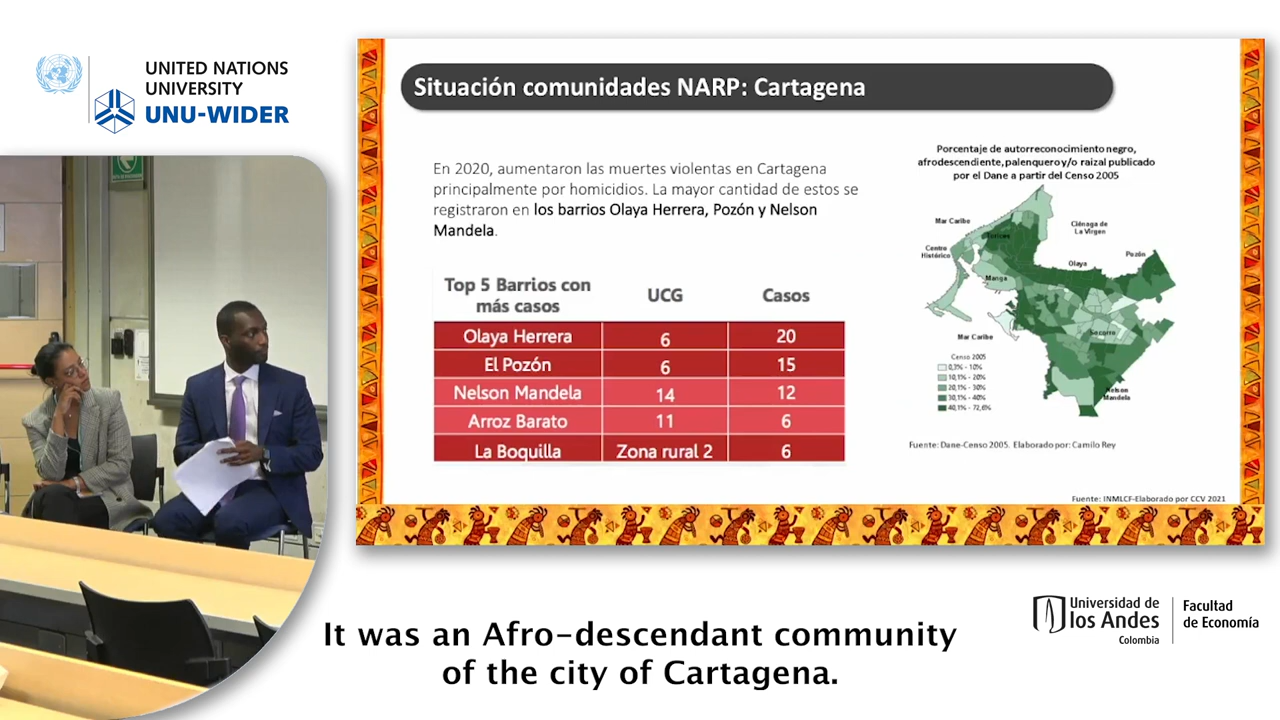 UNITED NATIONS
UNIVERSITY
UNU-WIDER
Situación comunidades NARP: Cartagena
En 2020, aumentaron las muertes violentas en Cartagena
principalmente por homicidios. La mayor cantidad de estos se
registraron en los barrios Olaya Herrera, Pozón y Nelson
Mandela.
Top 5 Barrios con
más casos
UCG
Casos
Olaya Herrera 6 20
El Pozón 6 15
Nelson Mandela 14 12
Arroz Barato 11 6
La Boquilla Zona rural 2 6
Porcentaje de autorreconocimiento negro,
afrodescendiente, palenquero y/o raizal publicado
por el Dane a partir del Censo 2005
Mar Caribe
Ciénaga de
La Virgen
Centro
Histórico
Olaya
Pozón
Manga
Mar Caribe
Socorro
Nelson
Mandela
Censo 2005
0,3% - 10%
10,1% - 20%
20,1% - 30%
30,1% - 40%
40,1% - 72,6%
Fuente: Dane-Censo 2005. Elaborado por: Camilo Rey
Fuente: INMLCF-Elaborado por CCV 2021
It was an Afro-descendant community
of the city of Cartagena.
Universidad de
los Andes
Colombia
Facultad
de Economía